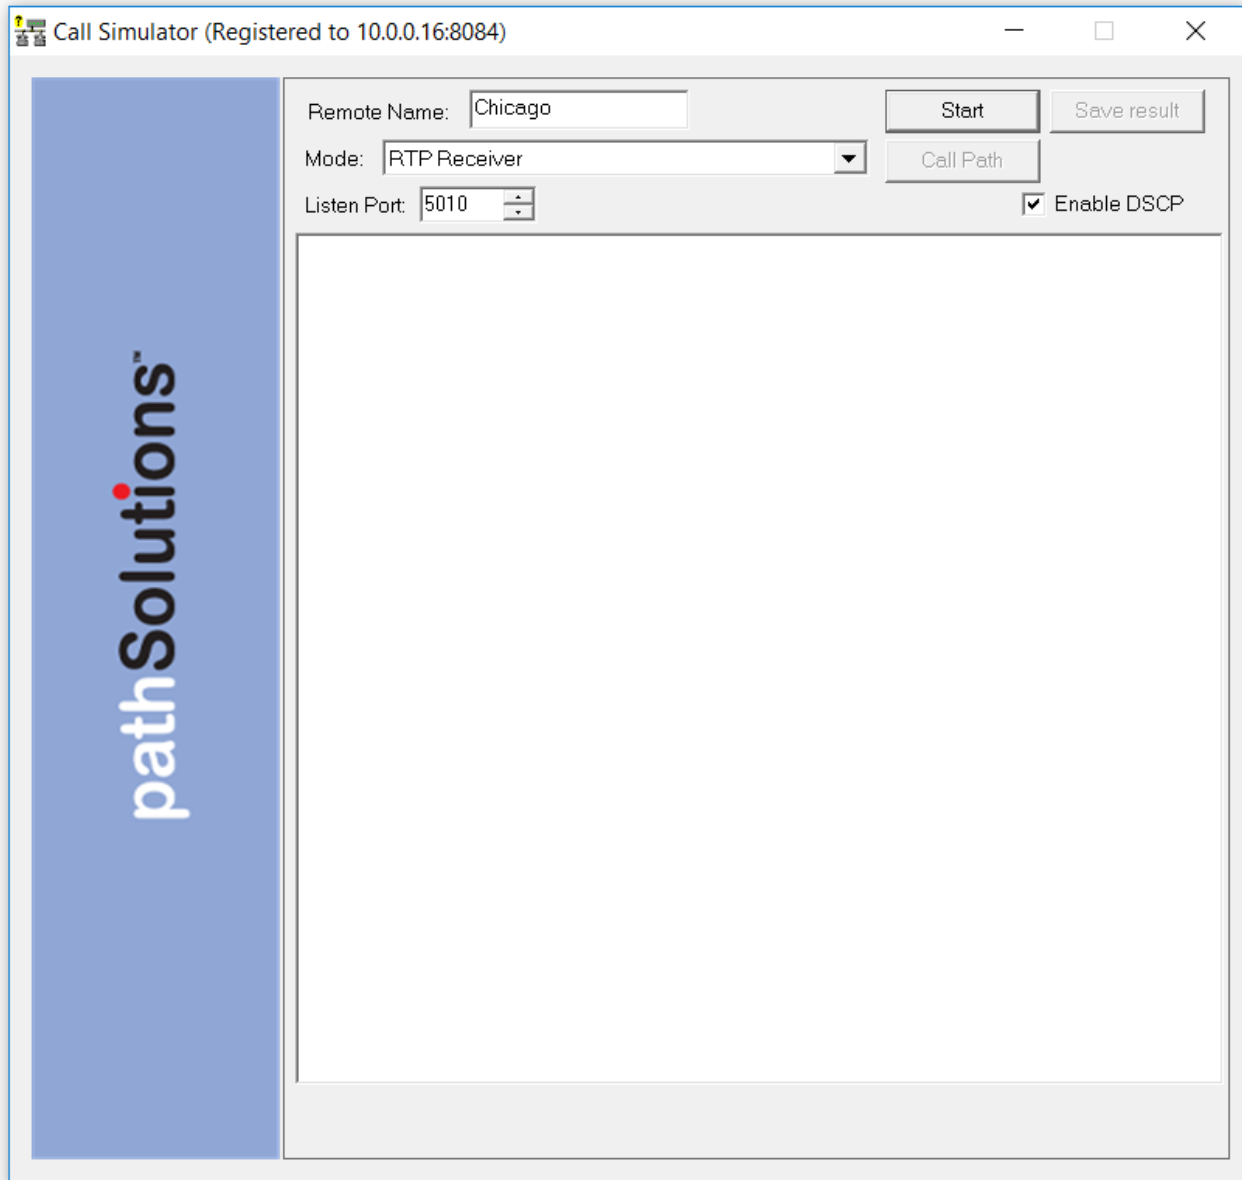 Call Simulator (Registered to 10.0.0.16:8084)
Remote Name: Chicago Start Save result
Mode: RTP Receiver Call Path
Listen Port: 5010 Enable DSCP
pathSolutions™